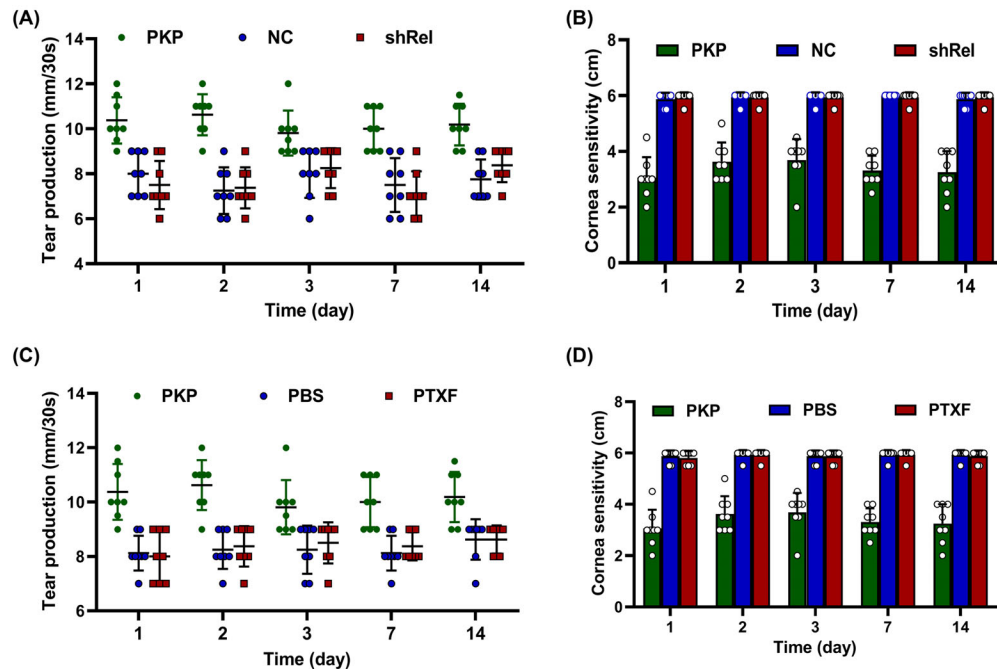 (A)
PKP NC shRel
Tear production (mm/30s)
14
12
10
8
6
4
1 2 3 7 14
Time (day)
(B)
PKP NC shRel
Cornea sensitivity (cm)
8
6
4
2
0
1 2 3 7 14
Time (day)
(C)
PKP PBS PTXF
Tear production (mm/30s)
14
12
10
8
6
1 2 3 7 14
Time (day)
(D)
PKP PBS PTXF
Cornea sensitivity (cm)
8
6
4
2
0
1 2 3 7 14
Time (day)